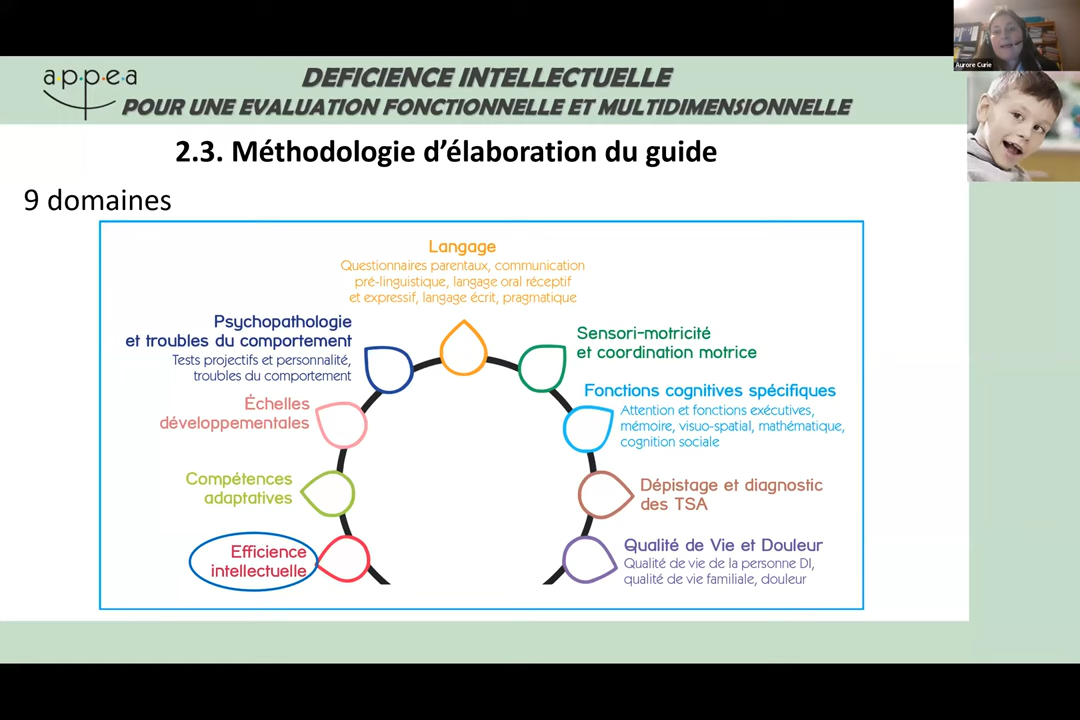 Aurore Curie
a·p·p·e·a
DEFICIENCE INTELLECTUELLE
POUR UNE EVALUATION FONCTIONNELLE ET MULTIDIMENSIONNELLE
2.3. Méthodologie d’élaboration du guide
9 domaines
Langage
Questionnaires parentaux, communication
pré-linguistique, langage oral réceptif
et expressif, langage écrit, pragmatique
Psychopathologie
et troubles du comportement
Tests projectifs et personnalité,
troubles du comportement
Sensori-motricité
et coordination motrice
Échelles
développementales
Fonctions cognitives spécifiques
Attention et fonctions exécutives,
mémoire, visuo-spatial, mathématique,
cognition sociale
Compétences
adaptatives
Dépistage et diagnostic
des TSA
Efficience
intellectuelle
Qualité de Vie et Douleur
Qualité de vie de la personne DI,
qualité de vie familiale, douleur